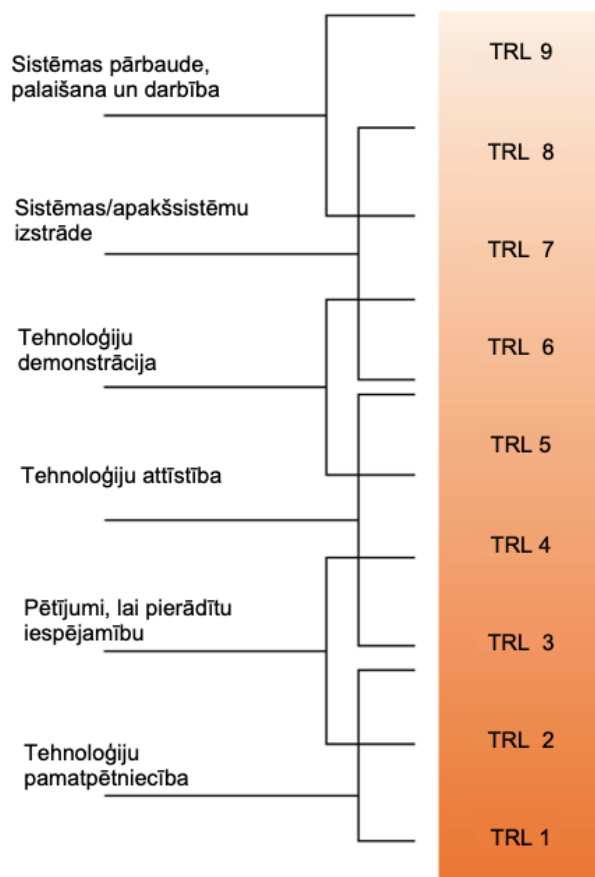 Sistēmas pārbaude,
palaišana un darbība
Sistēmas/apakšsistēmu
izstrāde
Tehnoloģiju
demonstrācija
Tehnoloģiju attīstība
Pētījumi, lai pierādītu
iespējamību
Tehnoloģiju
pamatpētniecība
TRL 9
TRL 8
TRL 7
TRL 6
TRL 5
TRL 4
TRL 3
TRL 2
TRL 1